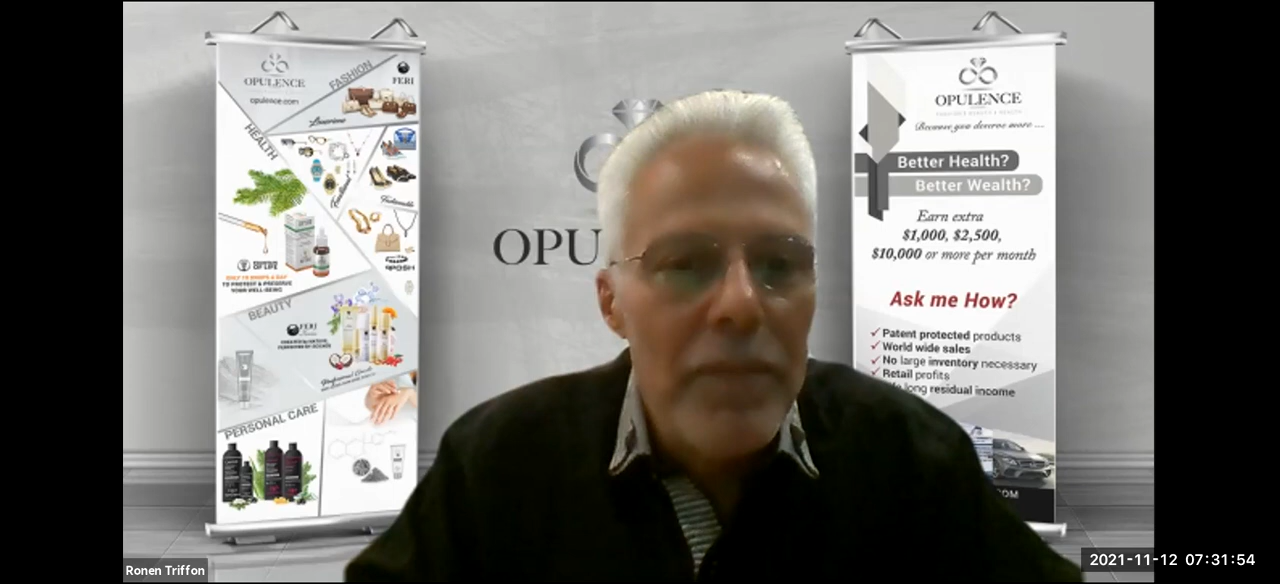 OPULENCE
opulence.com
FASHION
FERI
HEALTH
ONLY 10 DROPS A DAY
TO PROTECT & PRESERVE
YOUR WELL-BEING
BEAUTY
FERI
PERSONAL CARE
OPU
OPULENCE
Because you deserve more ...
Better Health?
Better Wealth?
Earn extra
$1,000, $2,500,
$10,000 or more per month
Ask me How?
Patent protected products
World wide sales
No large inventory necessary
Retail profits
long residual income
Ronen Triffon
2021-11-12 07:31:54